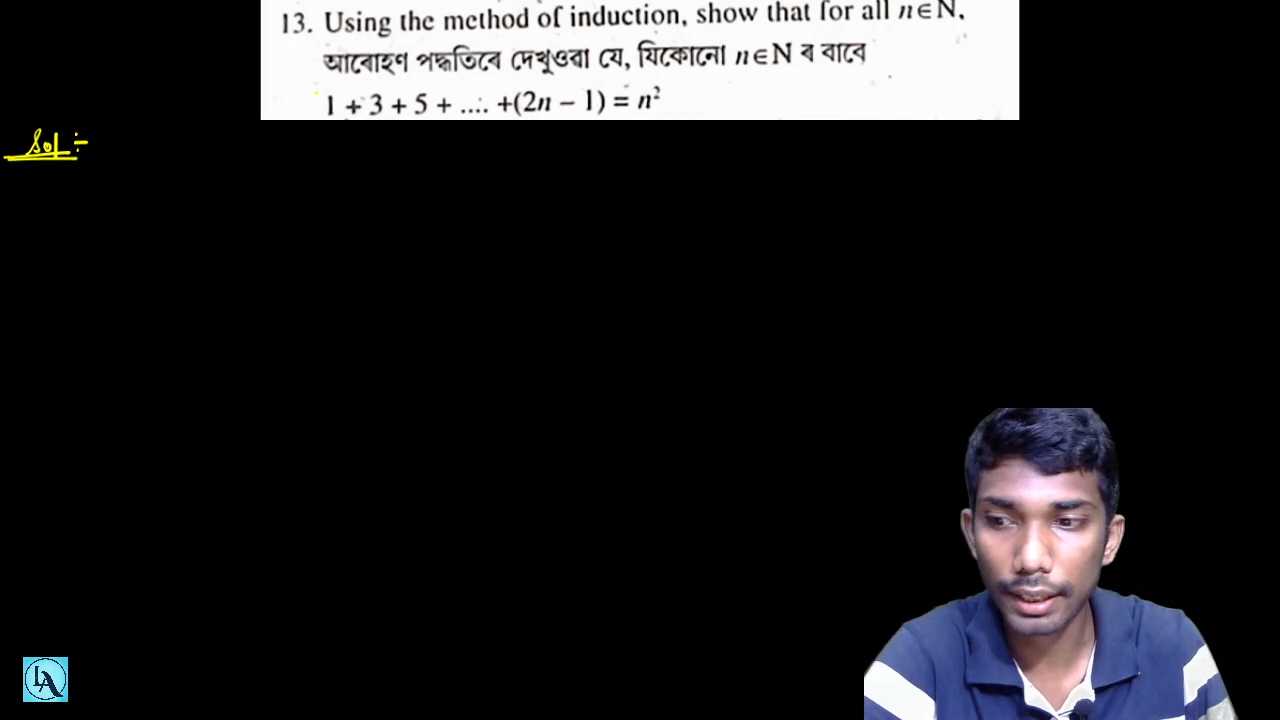 13. Using the method of induction, show that for all n∈N,
আৰোহণ পদ্ধতিৰে দেখুওৱা যে, যিকোনো n∈N ৰ বাবে
1 + 3 + 5 + .... +(2n − 1) = n²
Sol :-
LA